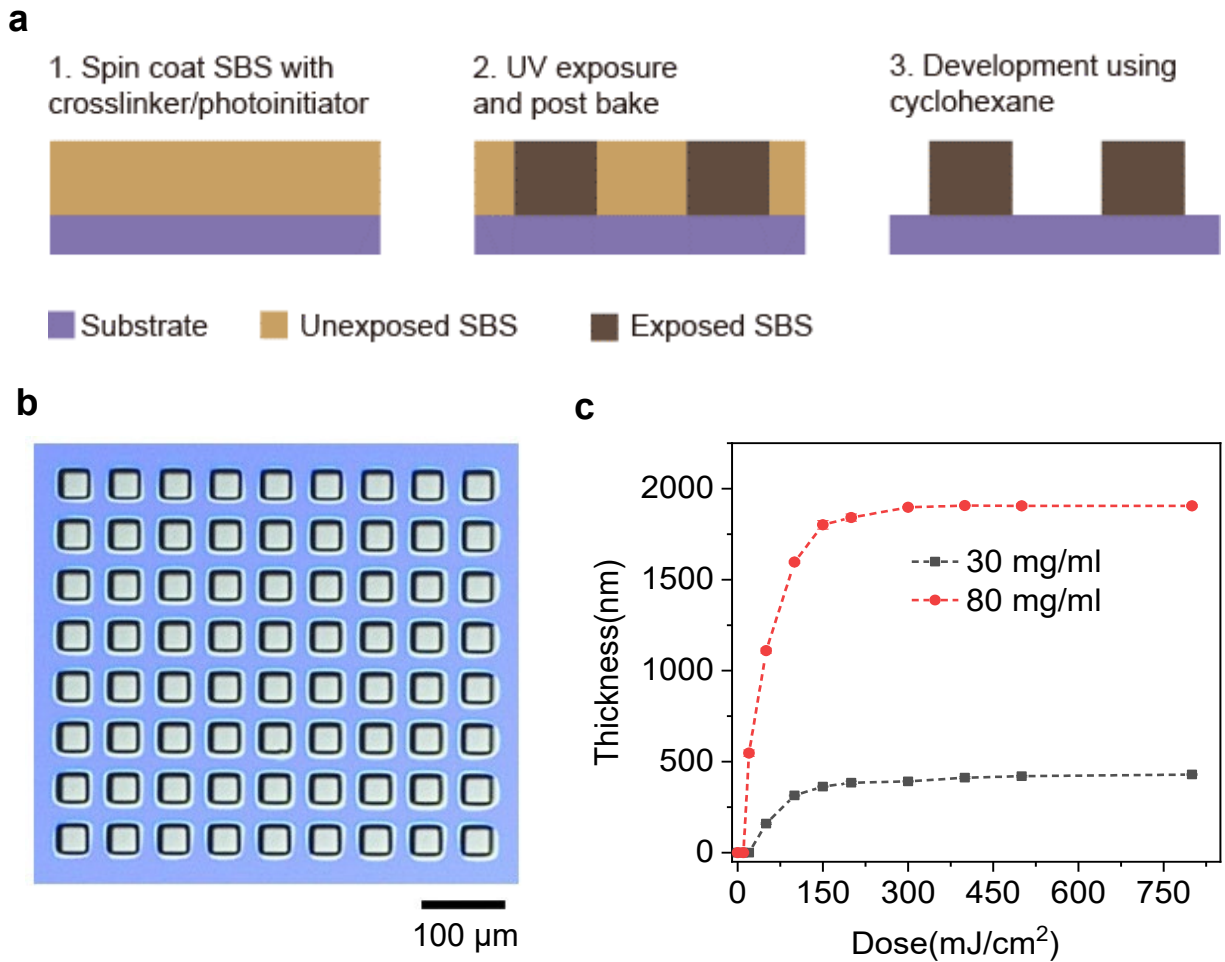 a
1. Spin coat SBS with
crosslinker/photoinitiator
2. UV exposure
and post bake
3. Development using
cyclohexane
Substrate
Unexposed SBS
Exposed SBS
b
100 μm
c
2000
1500
1000
500
0
Thickness(nm)
30 mg/ml
80 mg/ml
0 150 300 450 600 750
Dose(mJ/cm²)